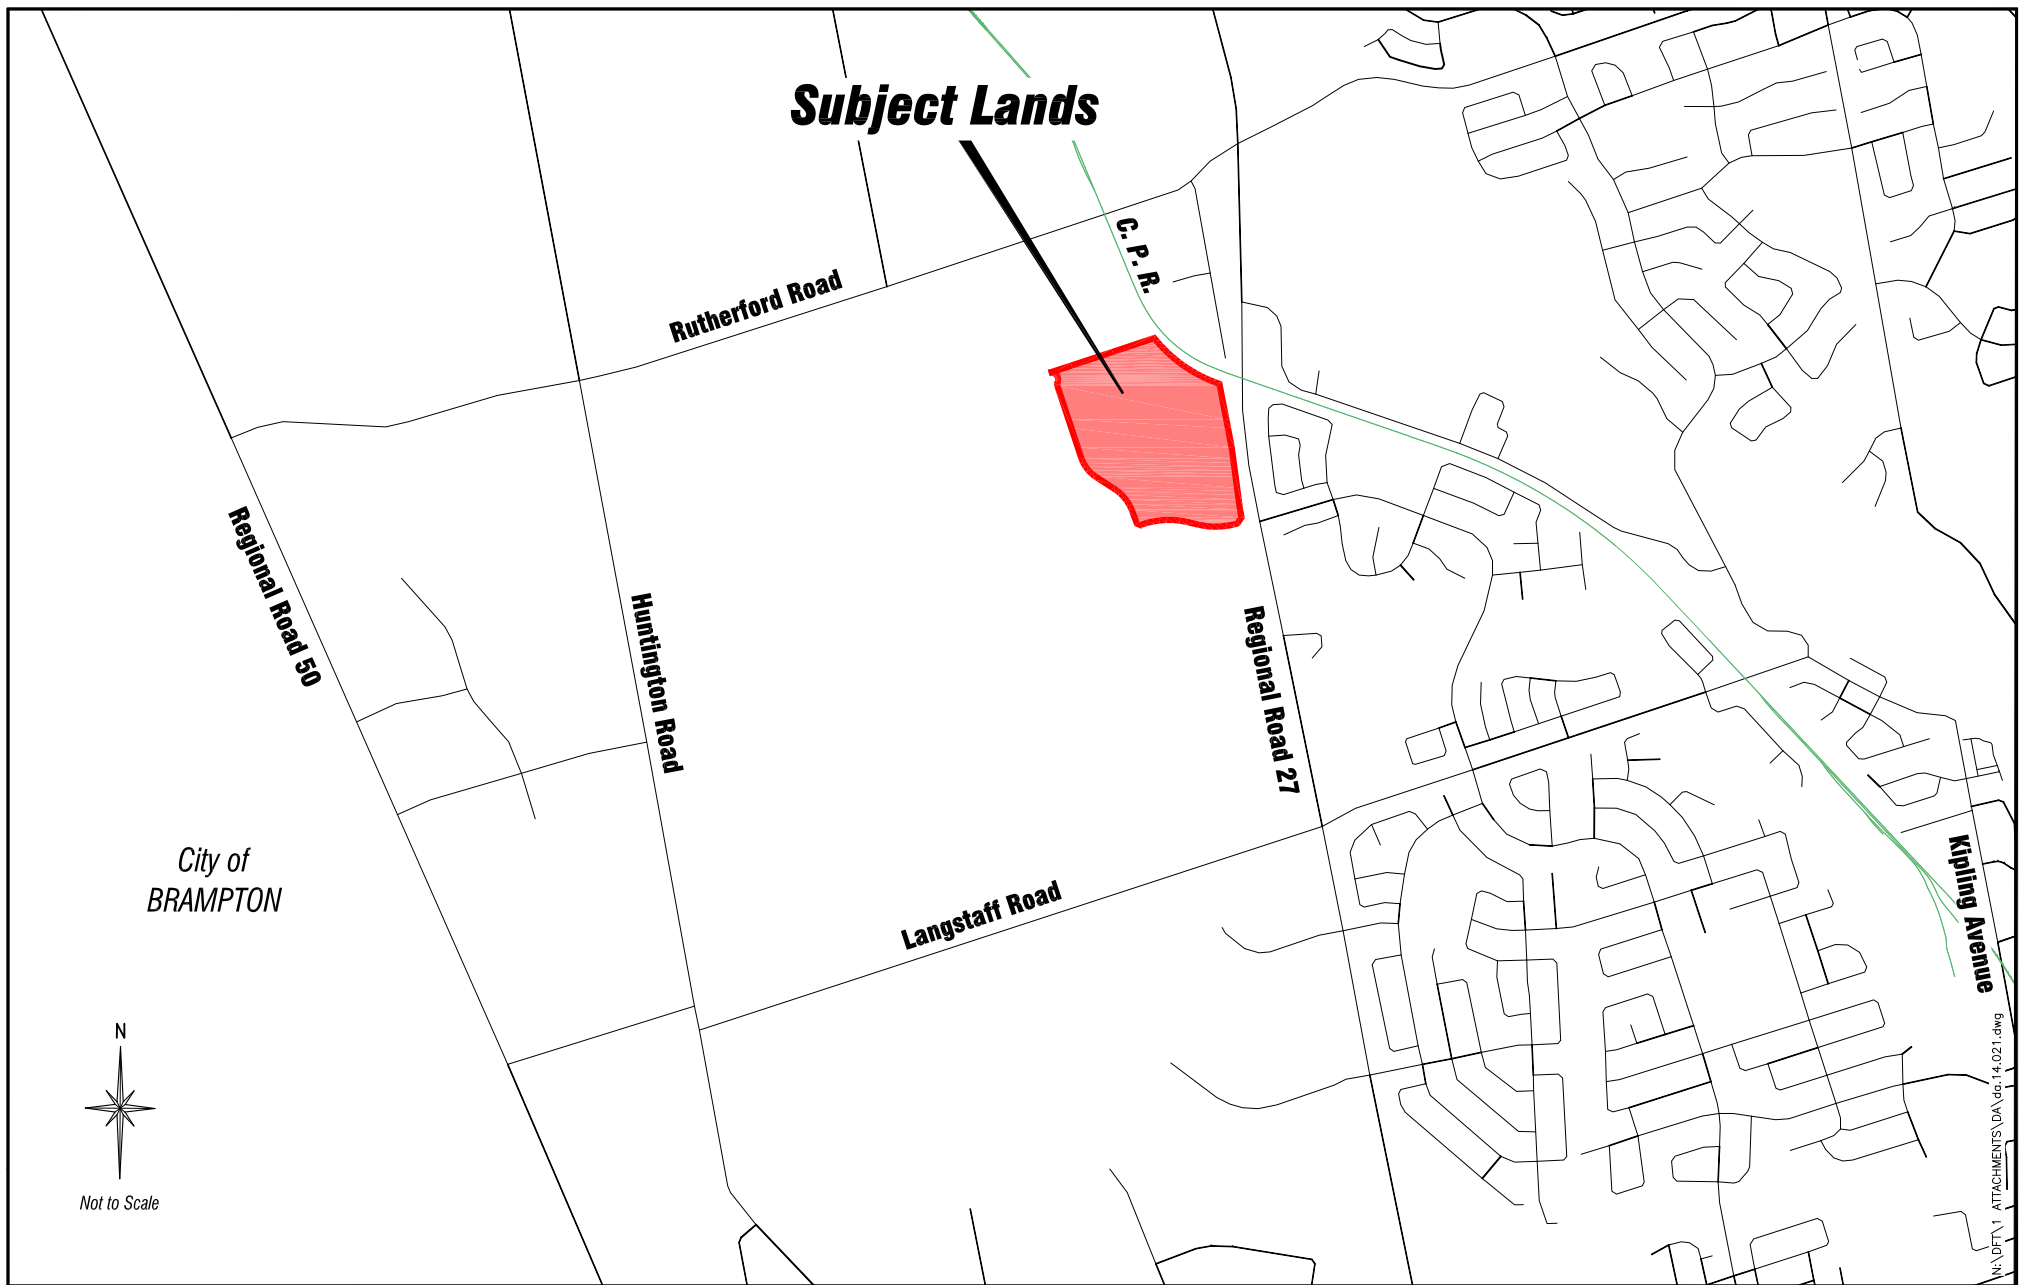 Subject Lands
C. P. R.
Rutherford Road
Regional Road 50
Huntington Road
Regional Road 27
City of
BRAMPTON
Langstaff Road
Kipling Avenue
N
Not to Scale
N:\DFT\1 ATTACHMENTS\DA\da.14.021.dwg